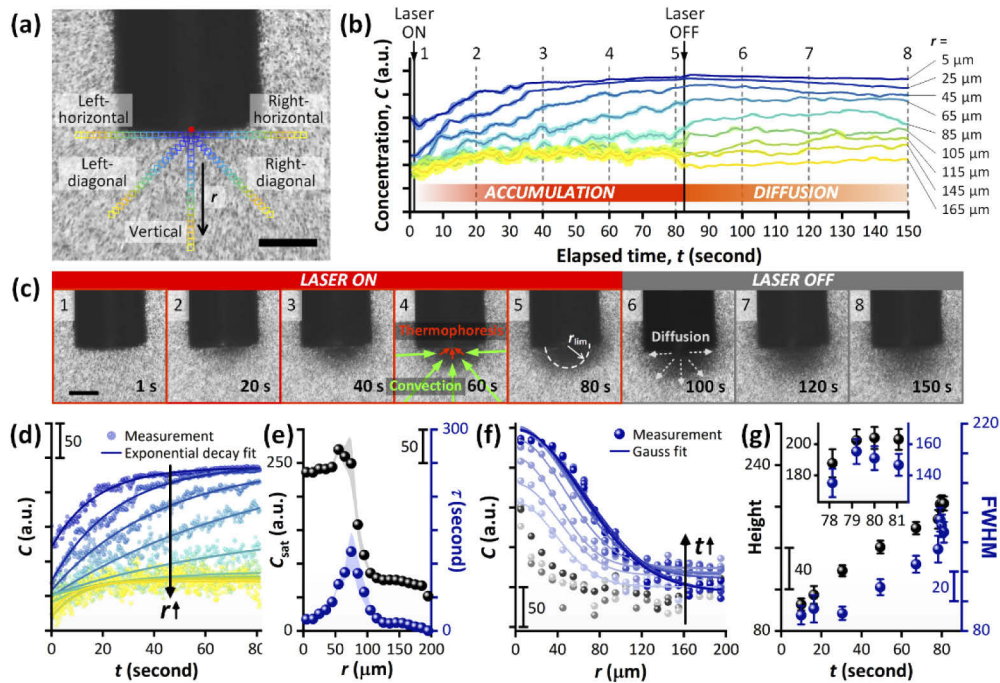 (a)
Left-
horizontal
Right-
horizontal
Left-
diagonal
Right-
diagonal
r
Vertical
(b)
Laser
ON
Laser
OFF
1 2 3 4 5 6 7 8
r =
5 µm
25 µm
45 µm
65 µm
85 µm
105 µm
115 µm
145 µm
165 µm
Concentration, C (a.u.)
ACCUMULATION
DIFFUSION
0 10 20 30 40 50 60 70 80 90 100 110 120 130 140 150
Elapsed time, t (second)
(c)
LASER ON
LASER OFF
1 2 3 4 5 6 7 8
Thermophoresis
Convection
r_lim
Diffusion
1 s 20 s 40 s 60 s 80 s 100 s 120 s 150 s
(d)
50
Measurement
Exponential decay fit
C (a.u.)
r↑
0 20 40 60 80
t (second)
(e)
50
250
0
C_sat (a.u.)
300
0
τ (second)
0 100 200
r (µm)
(f)
Measurement
Gauss fit
C (a.u.)
50
t↑
0 40 80 120 160 200
r (µm)
(g)
200
180
160
140
78 79 80 81
240
80
Height
40
20
220
80
FWHM
0 20 40 60 80
t (second)